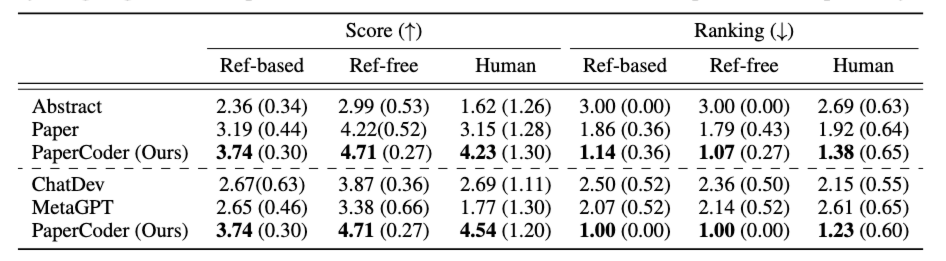 Score (↑) Ranking (↓)
Ref-based Ref-free Human Ref-based Ref-free Human
Abstract 2.36 (0.34) 2.99 (0.53) 1.62 (1.26) 3.00 (0.00) 3.00 (0.00) 2.69 (0.63)
Paper 3.19 (0.44) 4.22(0.52) 3.15 (1.28) 1.86 (0.36) 1.79 (0.43) 1.92 (0.64)
PaperCoder (Ours) 3.74 (0.30) 4.71 (0.27) 4.23 (1.30) 1.14 (0.36) 1.07 (0.27) 1.38 (0.65)
ChatDev 2.67(0.63) 3.87 (0.36) 2.69 (1.11) 2.50 (0.52) 2.36 (0.50) 2.15 (0.55)
MetaGPT 2.65 (0.46) 3.38 (0.66) 1.77 (1.30) 2.07 (0.52) 2.14 (0.52) 2.61 (0.65)
PaperCoder (Ours) 3.74 (0.30) 4.71 (0.27) 4.54 (1.20) 1.00 (0.00) 1.00 (0.00) 1.23 (0.60)